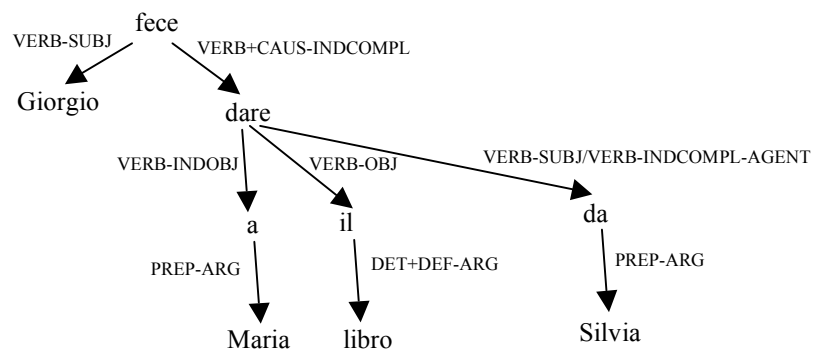 fece
VERB-SUBJ
VERB+CAUS-INDCOMPL
Giorgio
dare
VERB-INDOBJ
VERB-OBJ
VERB-SUBJ/VERB-INDCOMPL-AGENT
a
il
da
PREP-ARG
DET+DEF-ARG
PREP-ARG
Maria
libro
Silvia